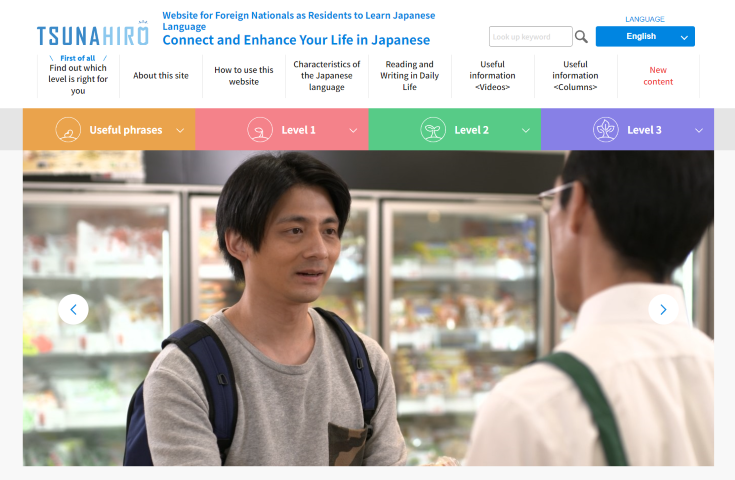 TSUNAHIRO
Website for Foreign Nationals as Residents to Learn Japanese
Language
Connect and Enhance Your Life in Japanese
Look up keyword
LANGUAGE
English
First of all
Find out which
level is right for
you
About this site
How to use this
website
Characteristics of
the Japanese
language
Reading and
Writing in Daily
Life
Useful
information
<Videos>
Useful
information
<Columns>
New
content
Useful phrases
Level 1
Level 2
Level 3